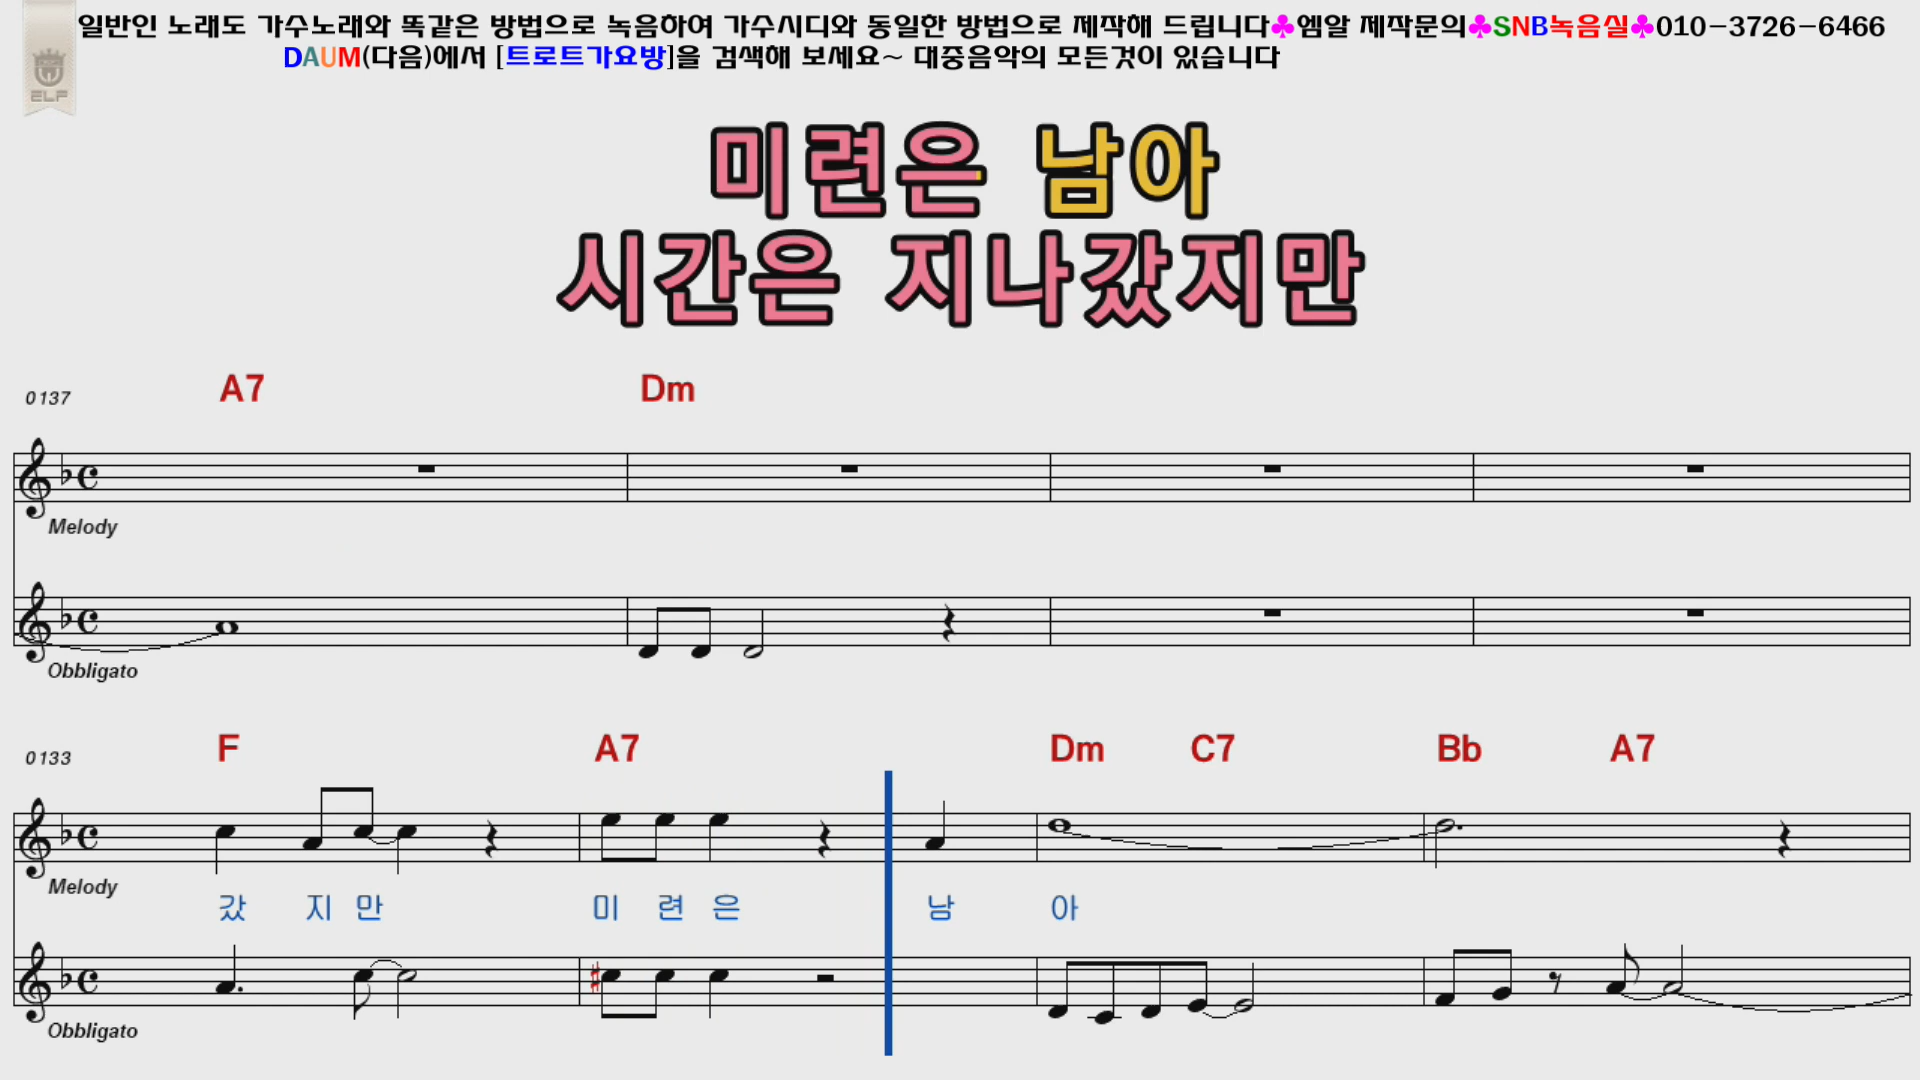 일반인 노래도 가수노래와 똑같은 방법으로 녹음하여 가수시디와 동일한 방법으로 제작해 드립니다♣엠알 제작문의♣SNB녹음실♣010-3726-6466
DAUM(다음)에서 [트로트가요방]을 검색해 보세요~ 대중음악의 모든것이 있습니다
ELF
미련은 남아
시간은 지나갔지만
0137 A7 Dm
Melody
Obbligato
0133 F A7 Dm C7 Bb A7
Melody
갔 지 만 미 련 은 남 아
Obbligato